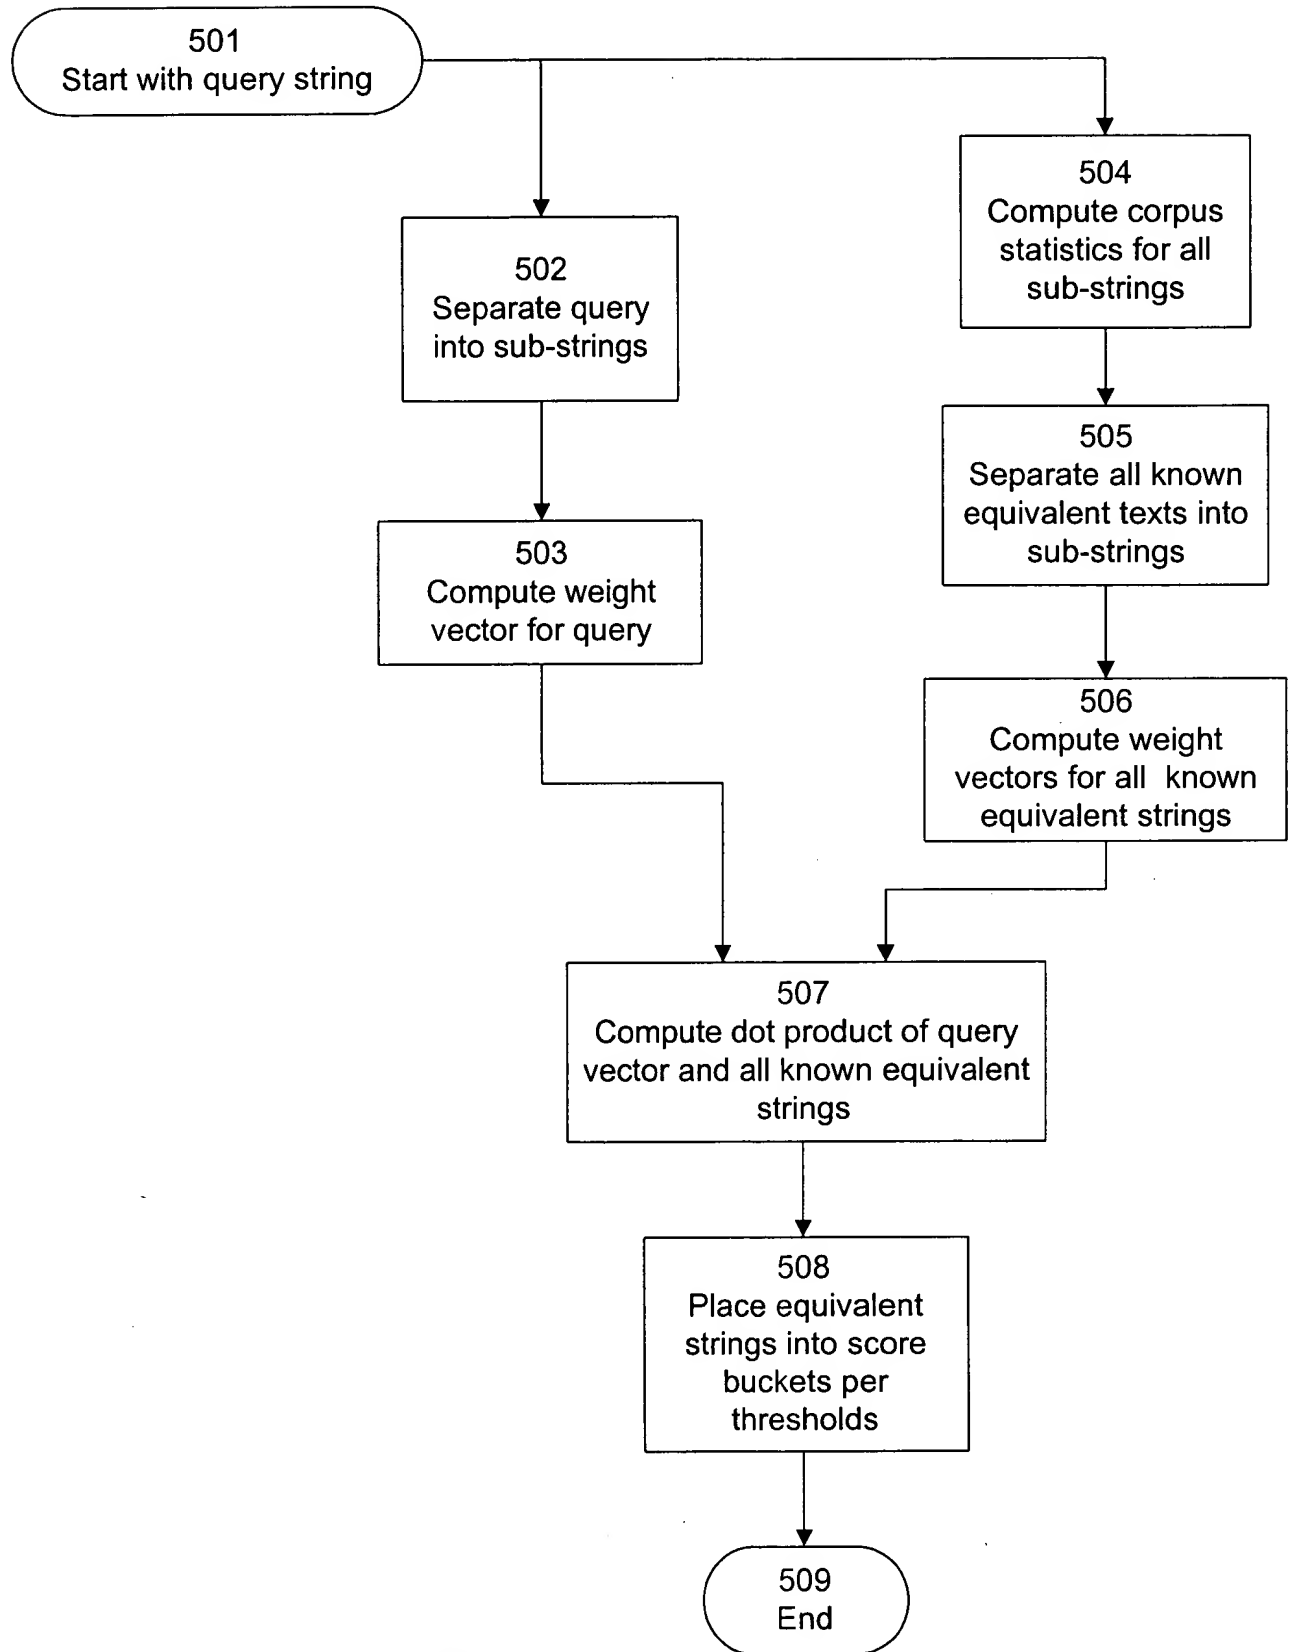 501
Start with query string
502
Separate query
into sub-strings
503
Compute weight
vector for query
504
Compute corpus
statistics for all
sub-strings
505
Separate all known
equivalent texts into
sub-strings
506
Compute weight
vectors for all known
equivalent strings
507
Compute dot product of query
vector and all known equivalent
strings
508
Place equivalent
strings into score
buckets per
thresholds
509
End